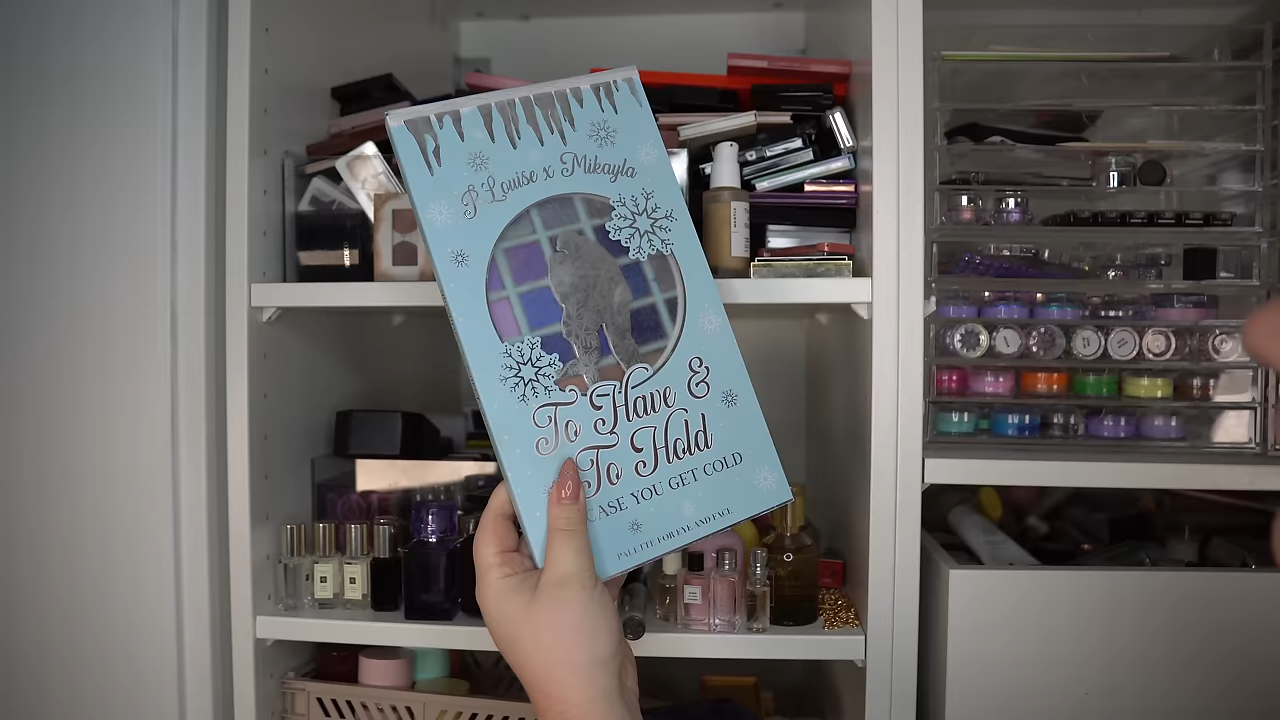 P.Louise x Mikayla
To Have &
To Hold
CASE YOU GET COLD
PALETTE FOR EYE AND FACE